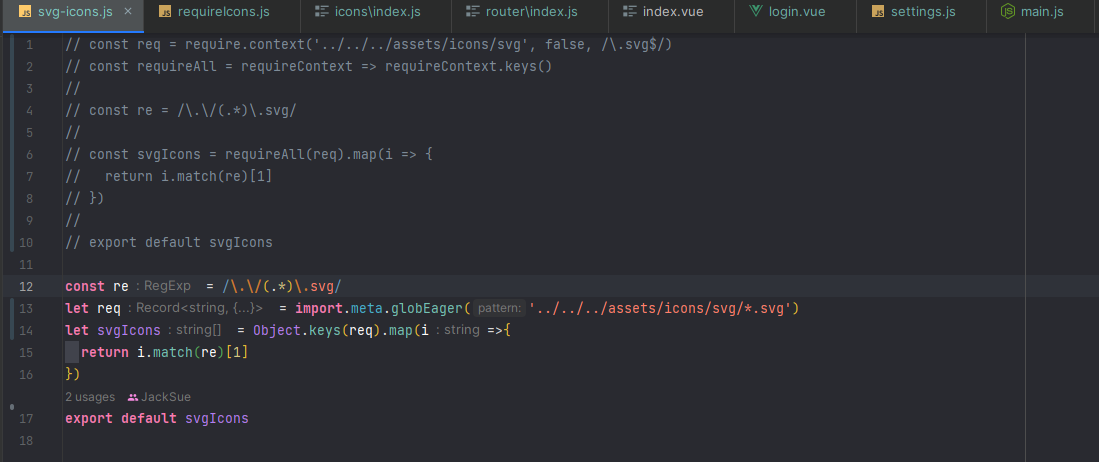 svg-icons.js × requireIcons.js icons\index.js router\index.js index.vue login.vue settings.js main.js
1 // const req = require.context('../../../assets/icons/svg', false, /\.svg$/)
2 // const requireAll = requireContext => requireContext.keys()
3 //
4 // const re = /\.\/(.*)\.svg/
5 //
6 // const svgIcons = requireAll(req).map(i => {
7 //   return i.match(re)[1]
8 // })
9 //
10 // export default svgIcons
11
12 const re : RegExp = /\.\/(.*)\.svg/
13 let req : Record<string, {...}> = import.meta.globEager( pattern: '../../../assets/icons/svg/*.svg')
14 let svgIcons : string[] = Object.keys(req).map(i : string =>{
15   return i.match(re)[1]
16 })
2 usages JackSue
17 export default svgIcons
18